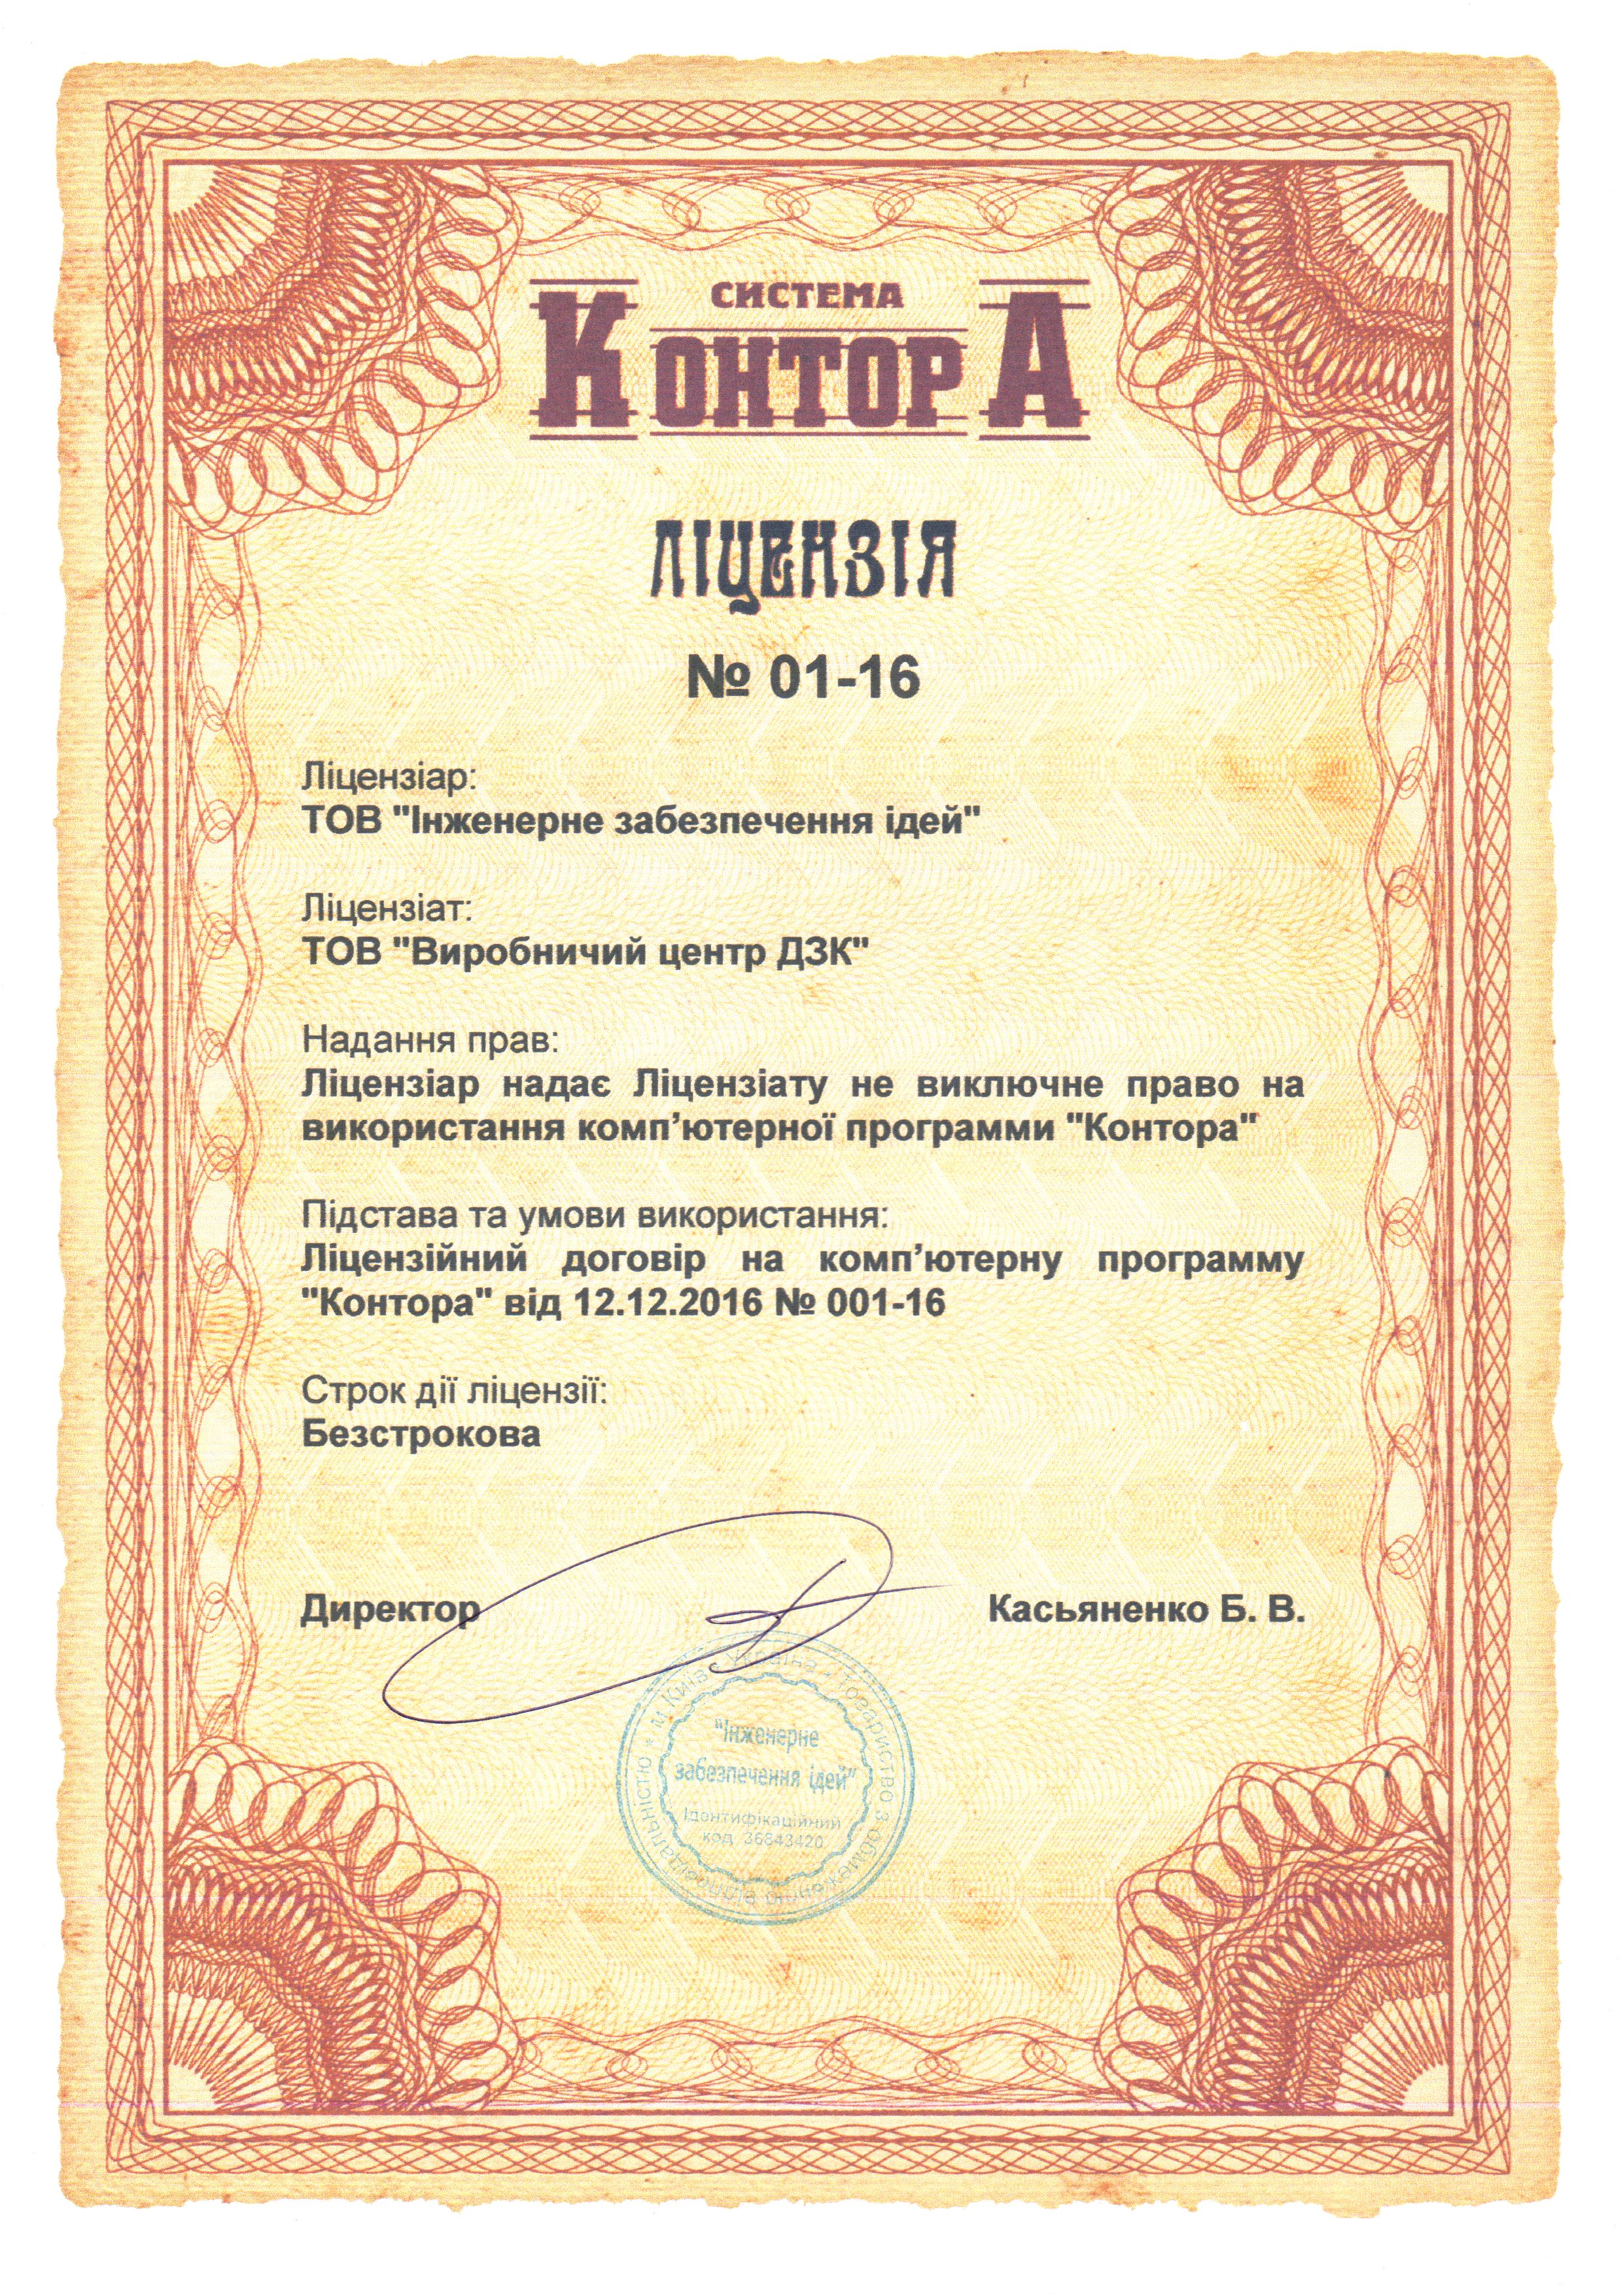 СИСТЕМА
КОНТОРА
ЛІЦЕНЗІЯ
№ 01-16
Ліцензіар:
ТОВ "Інженерне забезпечення ідей"
Ліцензіат:
ТОВ "Виробничий центр ДЗК"
Надання прав:
Ліцензіар надає Ліцензіату не виключне право на
використання комп’ютерної программи "Контора"
Підстава та умови використання:
Ліцензійний договір на комп’ютерну программу
"Контора" від 12.12.2016 № 001-16
Строк дії ліцензії:
Безстрокова
Директор Касьяненко Б. В.
м. Київ * Україна * Товариство з обмеженою відповідальністю *
"Інженерне
забезпечення ідей"
Ідентифікаційний
код 36843420